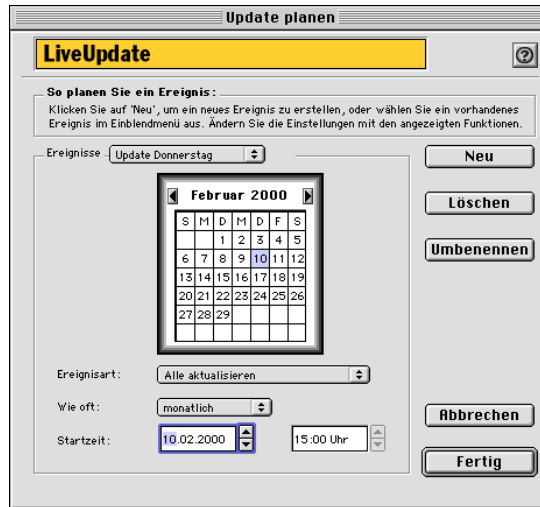 Update planen
LiveUpdate
So planen Sie ein Ereignis:
Klicken Sie auf 'Neu', um ein neues Ereignis zu erstellen, oder wählen Sie ein vorhandenes
Ereignis im Einblendmenü aus. Ändern Sie die Einstellungen mit den angezeigten Funktionen.
Ereignisse Update Donnerstag
Neu
Löschen
Umbenennen
Februar 2000
S M D M D F S
1 2 3 4 5
6 7 8 9 10 11 12
13 14 15 16 17 18 19
20 21 22 23 24 25 26
27 28 29
Ereignisart: Alle aktualisieren
Wie oft: monatlich
Startzeit: 10.02.2000 15:00 Uhr
Abbrechen
Fertig